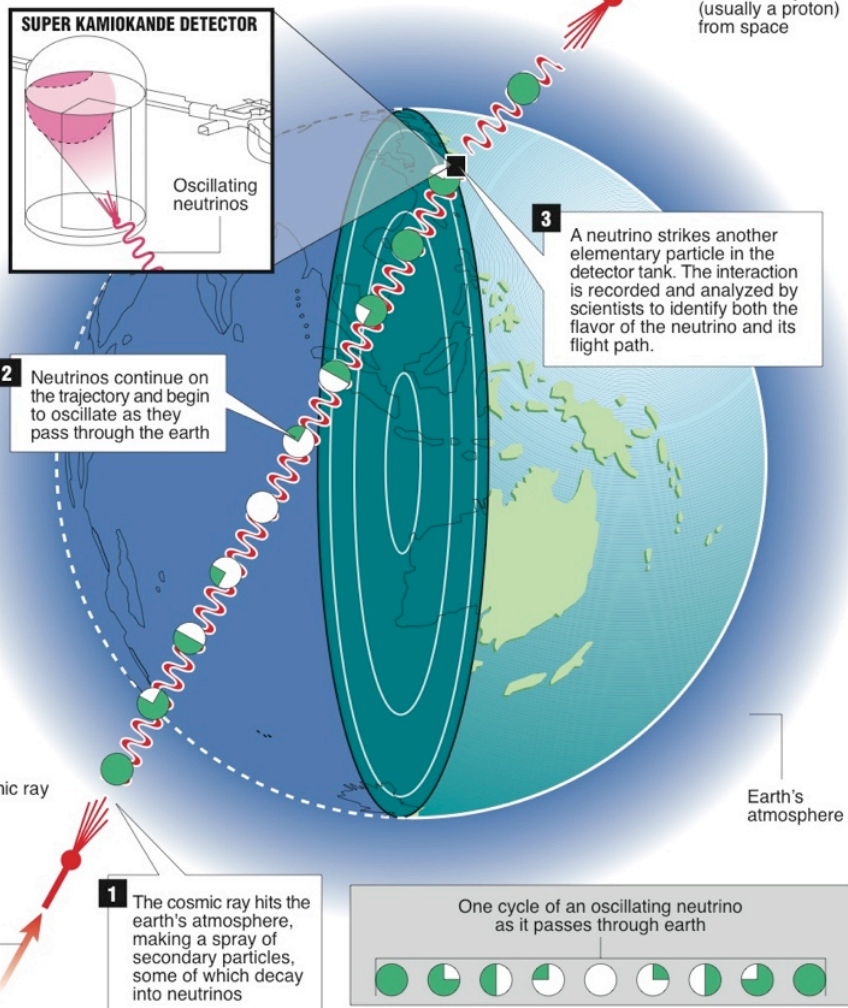 (usually a proton)
from space
SUPER KAMIOKANDE DETECTOR
Oscillating
neutrinos
3
A neutrino strikes another
elementary particle in the
detector tank. The interaction
is recorded and analyzed by
scientists to identify both the
flavor of the neutrino and its
flight path.
2
Neutrinos continue on
the trajectory and begin
to oscillate as they
pass through the earth
ray
Earth's
atmosphere
1
The cosmic ray hits the
earth's atmosphere,
making a spray of
secondary particles,
some of which decay
into neutrinos
One cycle of an oscillating neutrino
as it passes through earth